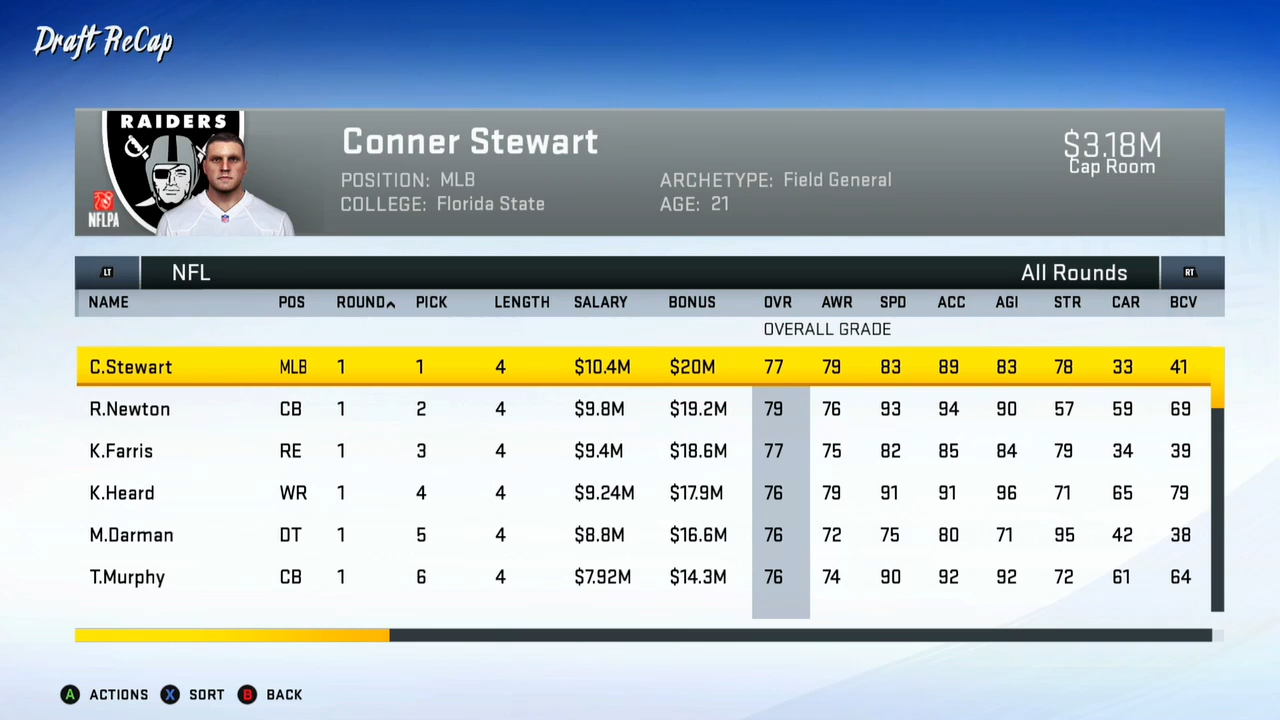 Draft ReCap
RAIDERS
NFLPA
Conner Stewart
POSITION: MLB
COLLEGE: Florida State
ARCHETYPE: Field General
AGE: 21
$3.18M
Cap Room
LT NFL All Rounds RT
NAME POS ROUND PICK LENGTH SALARY BONUS OVR AWR SPD ACC AGI STR CAR BCV
OVERALL GRADE
C.Stewart MLB 1 1 4 $10.4M $20M 77 79 83 89 83 78 33 41
R.Newton CB 1 2 4 $9.8M $19.2M 79 76 93 94 90 57 59 69
K.Farris RE 1 3 4 $9.4M $18.6M 77 75 82 85 84 79 34 39
K.Heard WR 1 4 4 $9.24M $17.9M 76 79 91 91 96 71 65 79
M.Darman DT 1 5 4 $8.8M $16.6M 76 72 75 80 71 95 42 38
T.Murphy CB 1 6 4 $7.92M $14.3M 76 74 90 92 92 72 61 64
A ACTIONS X SORT B BACK